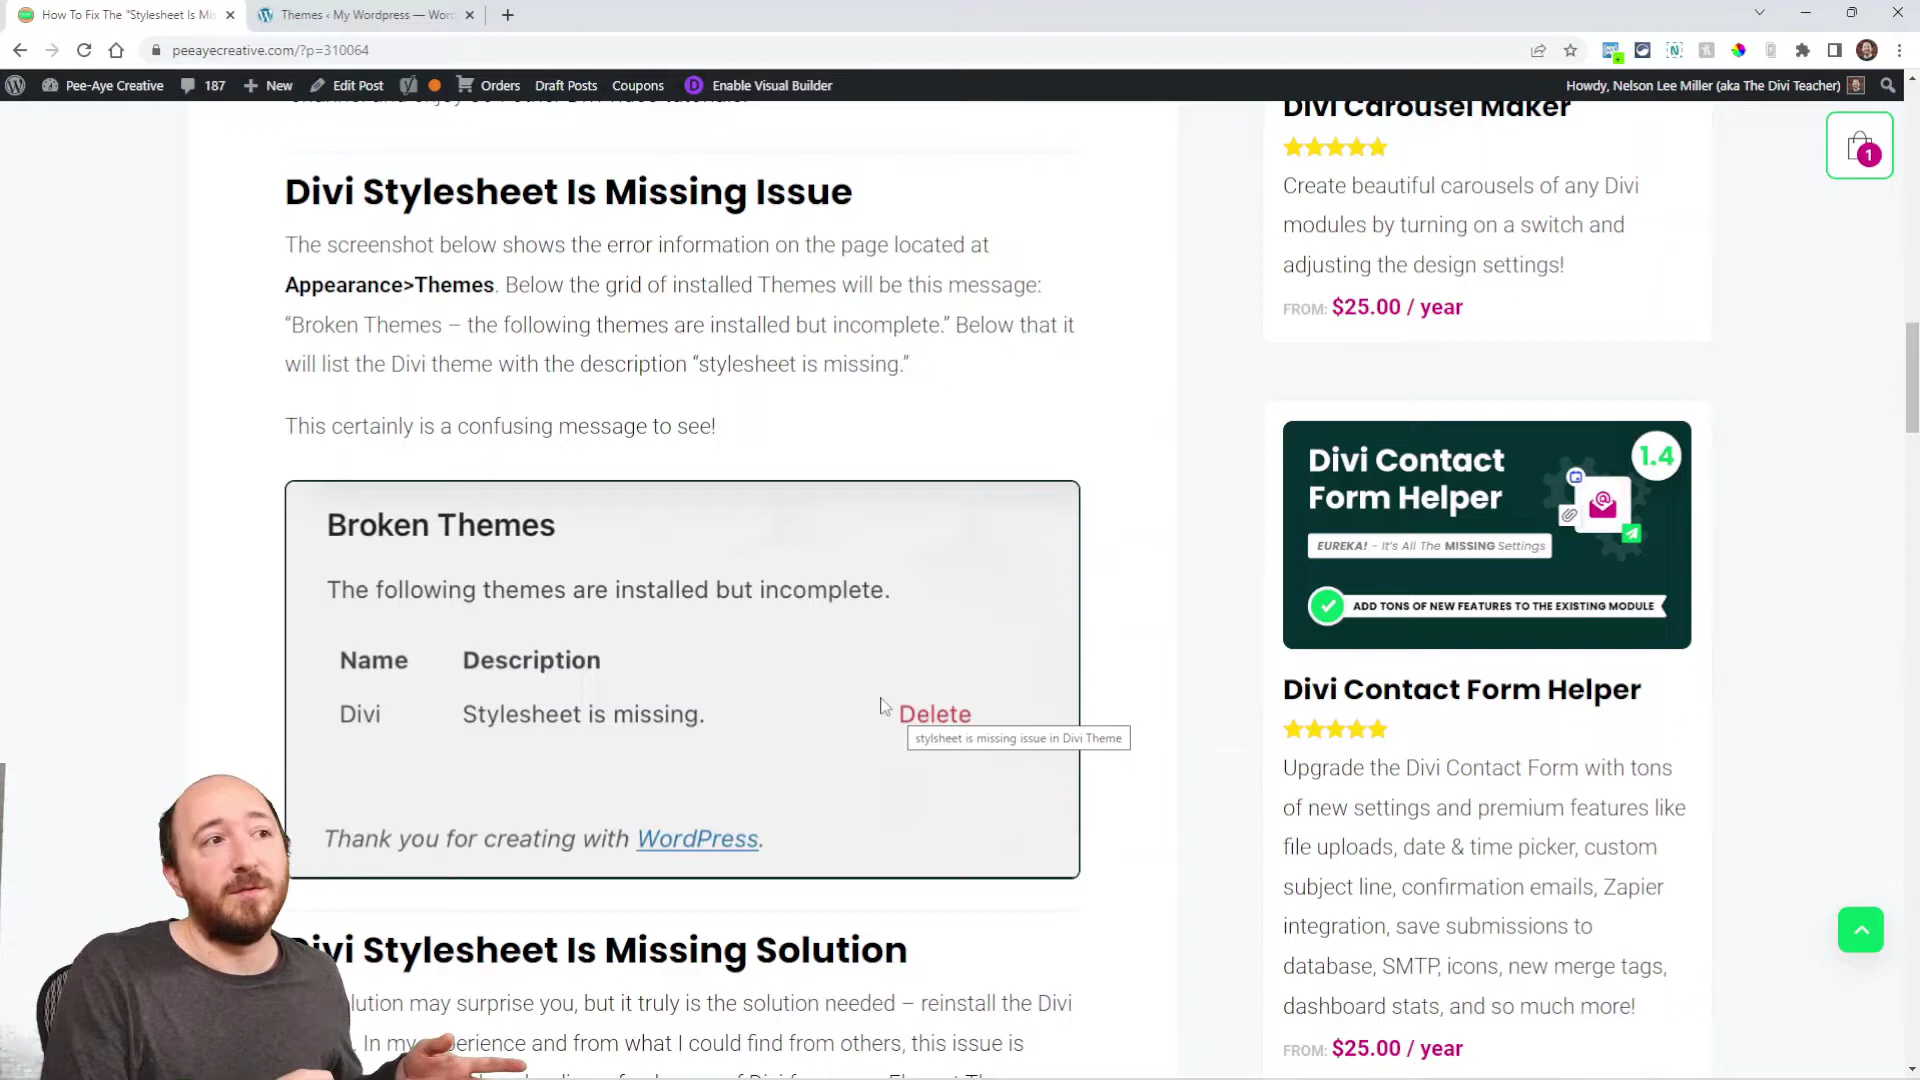 How To Fix The "Stylesheet Is Mis
Themes ‹ My Wordpress — Word
peeayecreative.com/?p=310064
Pee-Aye Creative
187
New
Edit Post
Orders
Draft Posts
Coupons
D
Enable Visual Builder
Howdy, Nelson Lee Miller (aka The Divi Teacher)
Divi Stylesheet Is Missing Issue
The screenshot below shows the error information on the page located at
Appearance>Themes. Below the grid of installed Themes will be this message:
“Broken Themes – the following themes are installed but incomplete.” Below that it
will list the Divi theme with the description “stylesheet is missing.”
This certainly is a confusing message to see!
Broken Themes
The following themes are installed but incomplete.
Name Description
Divi Stylesheet is missing. Delete
stylsheet is missing issue in Divi Theme
Thank you for creating with WordPress.
Divi Stylesheet Is Missing Solution
lution may surprise you, but it truly is the solution needed – reinstall the Divi
. In my experience and from what I could find from others, this issue is
Divi Carousel Maker
Create beautiful carousels of any Divi
modules by turning on a switch and
adjusting the design settings!
FROM: $25.00 / year
1
Divi Contact
Form Helper
1.4
EUREKA! - It's All The MISSING Settings
ADD TONS OF NEW FEATURES TO THE EXISTING MODULE
Divi Contact Form Helper
Upgrade the Divi Contact Form with tons
of new settings and premium features like
file uploads, date & time picker, custom
subject line, confirmation emails, Zapier
integration, save submissions to
database, SMTP, icons, new merge tags,
dashboard stats, and so much more!
FROM: $25.00 / year